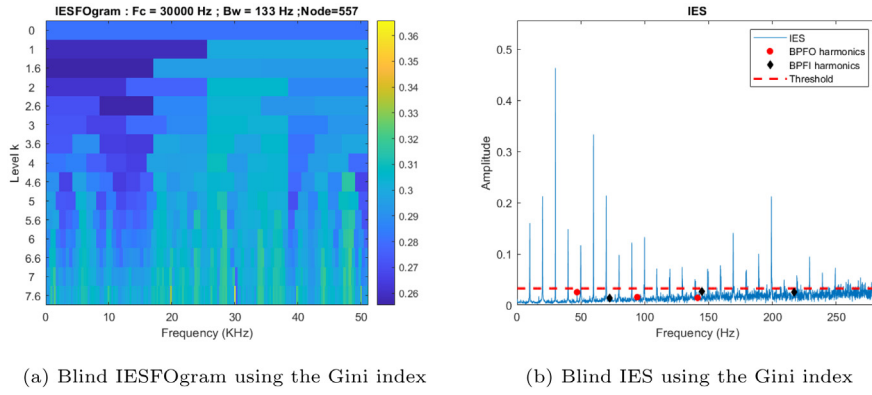 IESFOgram : Fc = 30000 Hz ; Bw = 133 Hz ;Node=557
Level k
0
1
1.6
2
2.6
3
3.6
4
4.6
5
5.6
6
6.6
7
7.6
0 10 20 30 40 50
Frequency (KHz)
0.36
0.35
0.34
0.33
0.32
0.31
0.3
0.29
0.28
0.27
0.26
IES
Amplitude
0.5
0.4
0.3
0.2
0.1
0
0 50 100 150 200 250
Frequency (Hz)
IES
BPFO harmonics
BPFI harmonics
Threshold
(a) Blind IESFOgram using the Gini index
(b) Blind IES using the Gini index